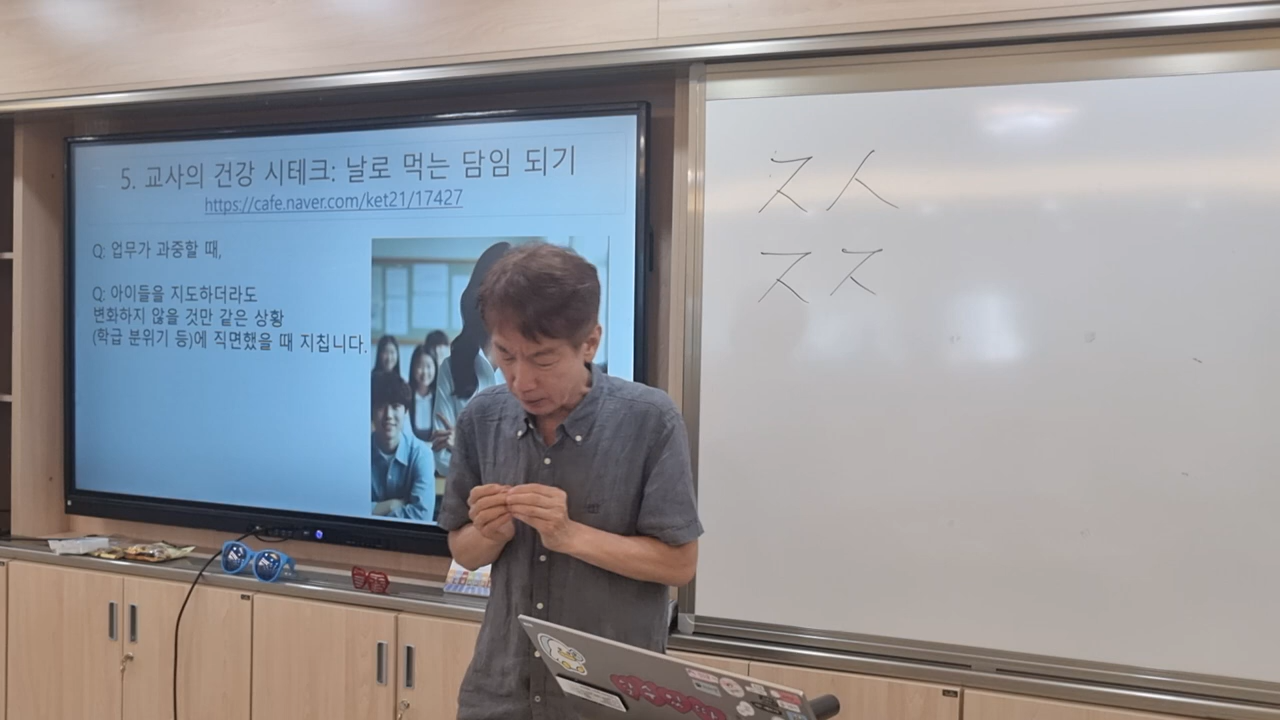 5. 교사의 건강 시테크: 날로 먹는 담임 되기
https://cafe.naver.com/ket21/17427
Q: 업무가 과중할 때,
Q: 아이들을 지도하더라도
변화하지 않을 것만 같은 상황
(학급 분위기 등)에 직면했을 때 지칩니다.
ㅈㅅ
ㅈㅈ